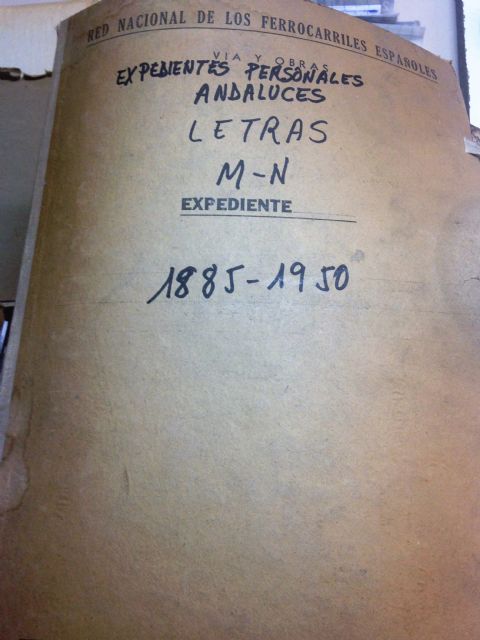 RED NACIONAL DE LOS FERROCARRILES ESPAÑOLES
VIA Y OBRAS
EXPEDIENTES PERSONALES
ANDALUCES
LETRAS
M-N
EXPEDIENTE
1885-1950